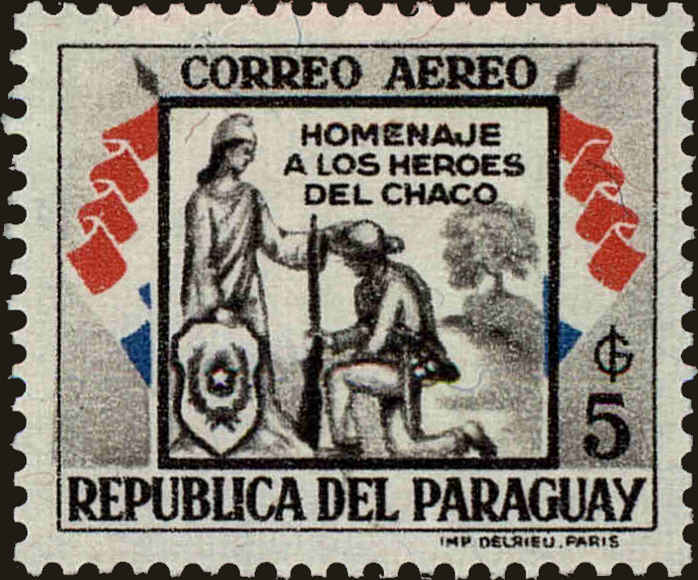 CORREO AEREO
HOMENAJE
A LOS HEROES
DEL CHACO
₲
5
REPUBLICA DEL PARAGUAY
IMP. DELRIEU. PARIS